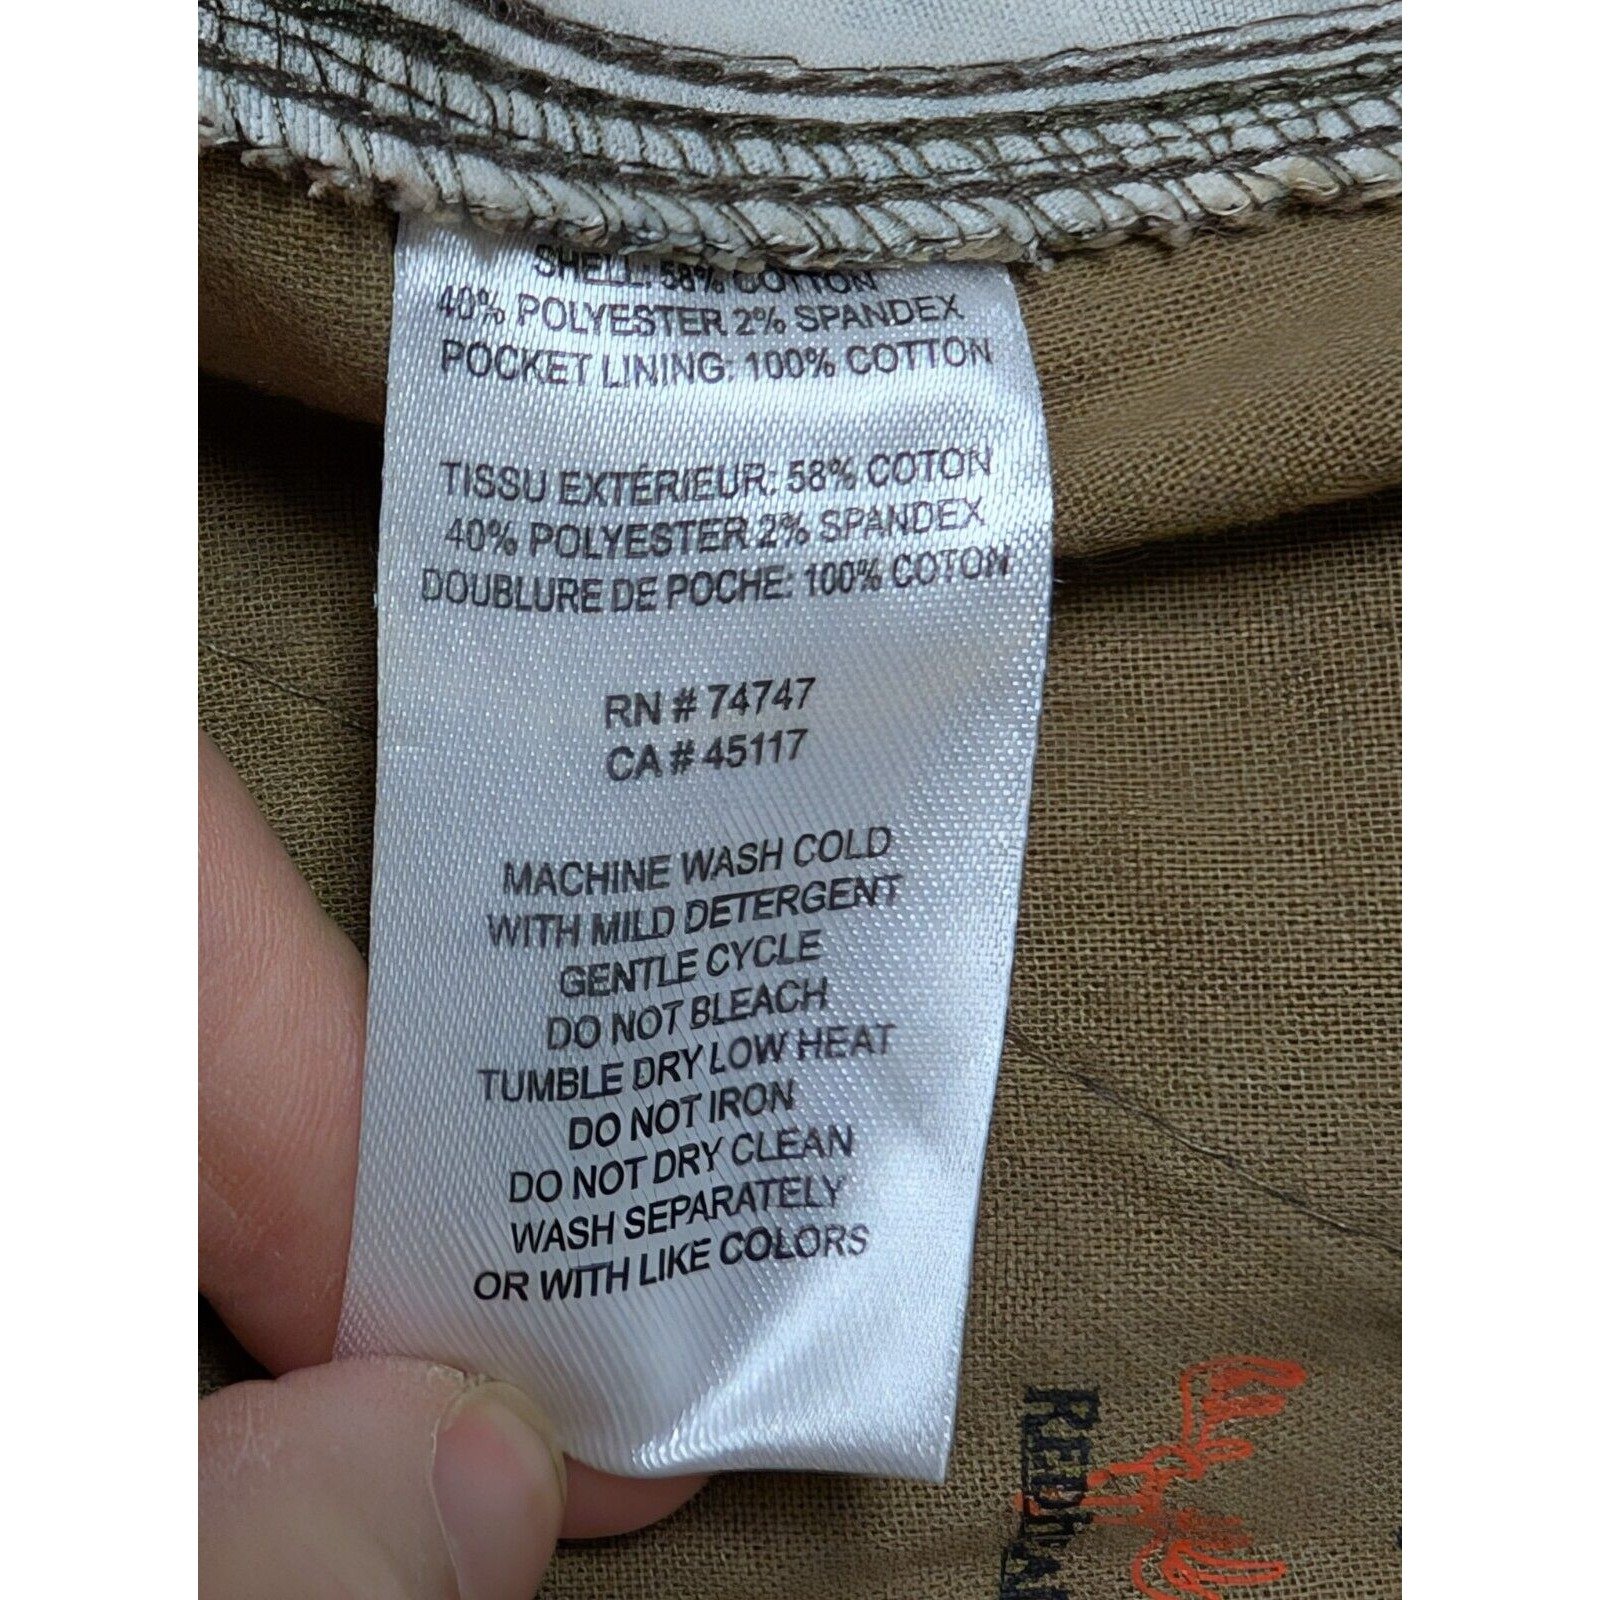 SHELL: 58% COTTON
40% POLYESTER 2% SPANDEX
POCKET LINING: 100% COTTON
TISSU EXTÉRIEUR: 58% COTON
40% POLYESTER 2% SPANDEX
DOUBLURE DE POCHE: 100% COTON
RN # 74747
CA # 45117
MACHINE WASH COLD
WITH MILD DETERGENT
GENTLE CYCLE
DO NOT BLEACH
TUMBLE DRY LOW HEAT
DO NOT IRON
DO NOT DRY CLEAN
WASH SEPARATELY
OR WITH LIKE COLORS